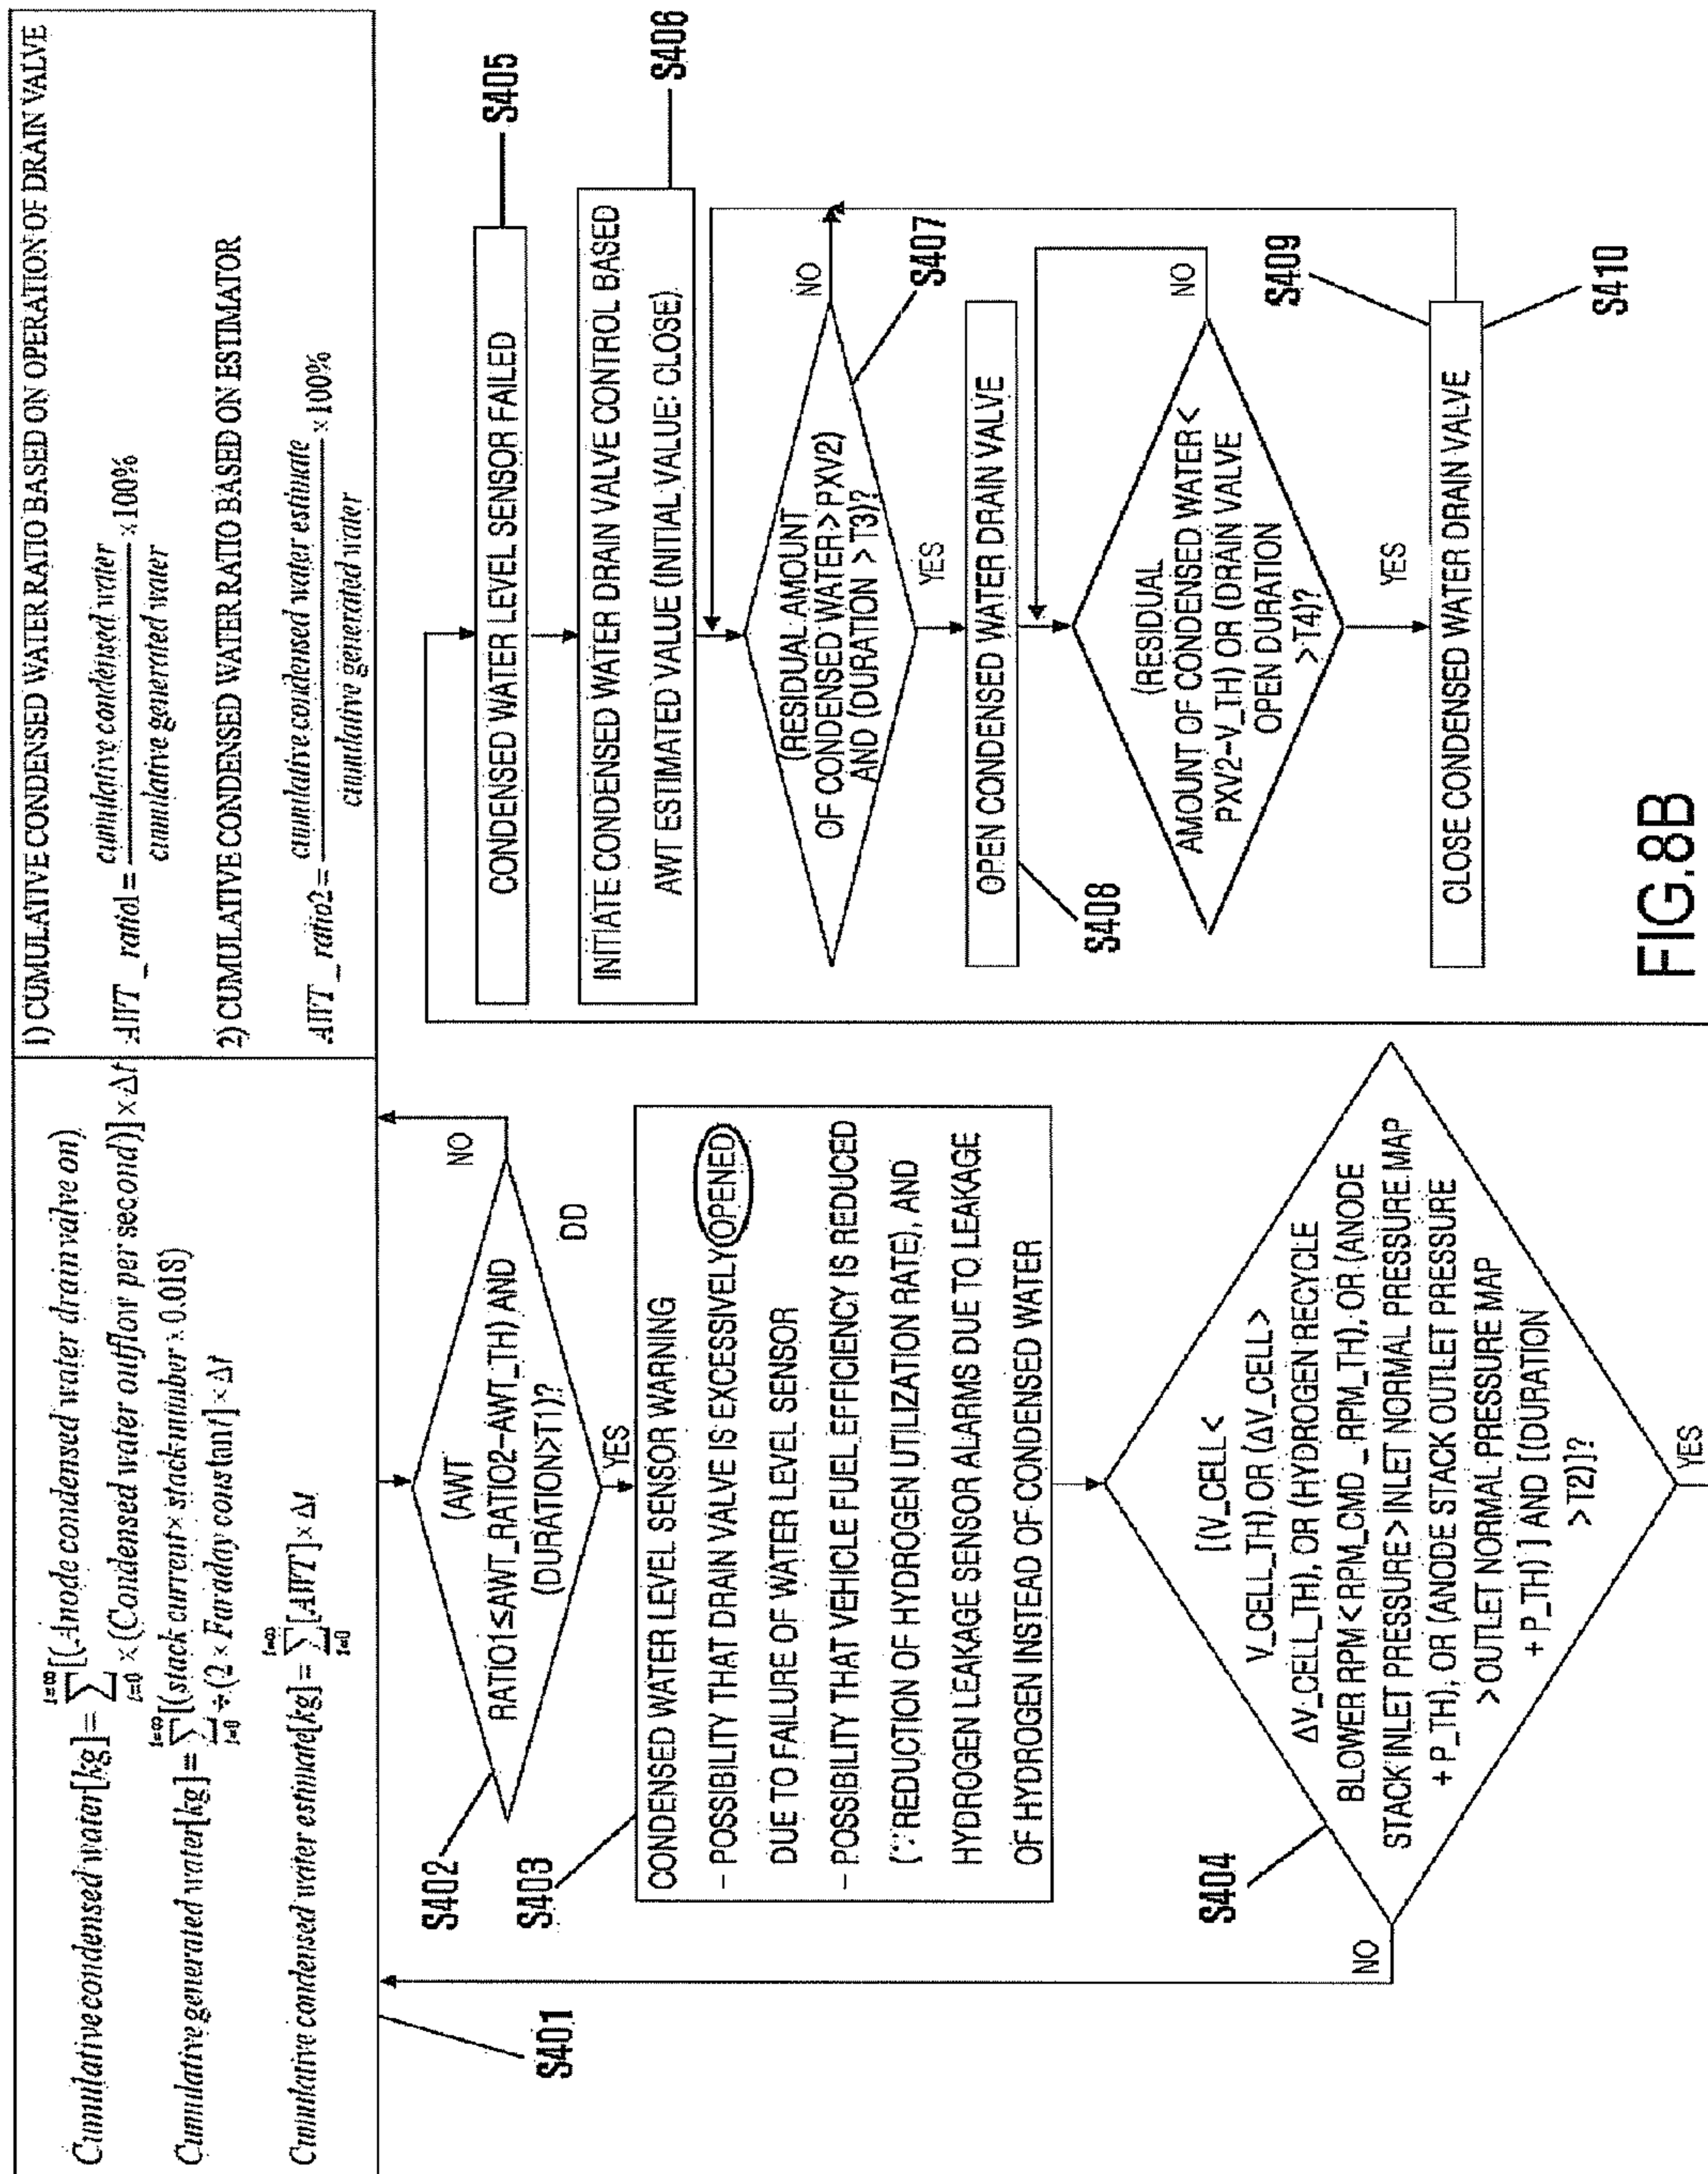 Cumulative condensed water[kg] = Σ[(Anode condensed water drain valve on)
t=∞
t=0
× (Condensed water outflow per second)] × Δt
Cumulative generated water[kg] = Σ[(stack current × stack number × 0.018)
t=∞
t=0
÷ (2 × Faraday constant] × Δt
Cumulative condensed water estimate[kg] = Σ[AWT] × Δt
t=∞
t=0
S401
1) CUMULATIVE CONDENSED WATER RATIO BASED ON OPERATION OF DRAIN VALVE
AWT_ratio1 = cumulative condensed water
cumulative generated water
×100%
2) CUMULATIVE CONDENSED WATER RATIO BASED ON ESTIMATOR
AWT_ratio2 = cumulative condensed water estimate
cumulative generated water
×100%
S402
(AWT
RATIO1≤AWT_RATIO2-AWT_TH) AND
(DURATION>T1)?
NO
DD
YES
S403
CONDENSED WATER LEVEL SENSOR WARNING
- POSSIBILITY THAT DRAIN VALVE IS EXCESSIVELY OPENED
DUE TO FAILURE OF WATER LEVEL SENSOR
- POSSIBILITY THAT VEHICLE FUEL EFFICIENCY IS REDUCED
(∵REDUCTION OF HYDROGEN UTILIZATION RATE), AND
HYDROGEN LEAKAGE SENSOR ALARMS DUE TO LEAKAGE
OF HYDROGEN INSTEAD OF CONDENSED WATER
S404
[(V_CELL<
V_CELL_TH) OR (ΔV_CELL>
ΔV_CELL_TH), OR (HYDROGEN RECYCLE
BLOWER RPM < RPM_CMD_RPM_TH), OR (ANODE
STACK INLET PRESSURE > INLET NORMAL PRESSURE MAP
+ P_TH), OR (ANODE STACK OUTLET PRESSURE
>OUTLET NORMAL PRESSURE MAP
+ P_TH) ] AND [(DURATION
>T2)]?
NO
YES
CONDENSED WATER LEVEL SENSOR FAILED
S405
INITIATE CONDENSED WATER DRAIN VALVE CONTROL BASED
AWT ESTIMATED VALUE (INITIAL VALUE: CLOSE)
S406
(RESIDUAL AMOUNT
OF CONDENSED WATER>PXV2)
AND (DURATION > T3)?
NO
S407
YES
OPEN CONDENSED WATER DRAIN VALVE
S408
(RESIDUAL
AMOUNT OF CONDENSED WATER<
PXV2-V_TH) OR (DRAIN VALVE
OPEN DURATION
>T4)?
NO
YES
S409
CLOSE CONDENSED WATER DRAIN VALVE
S410
FIG.8B